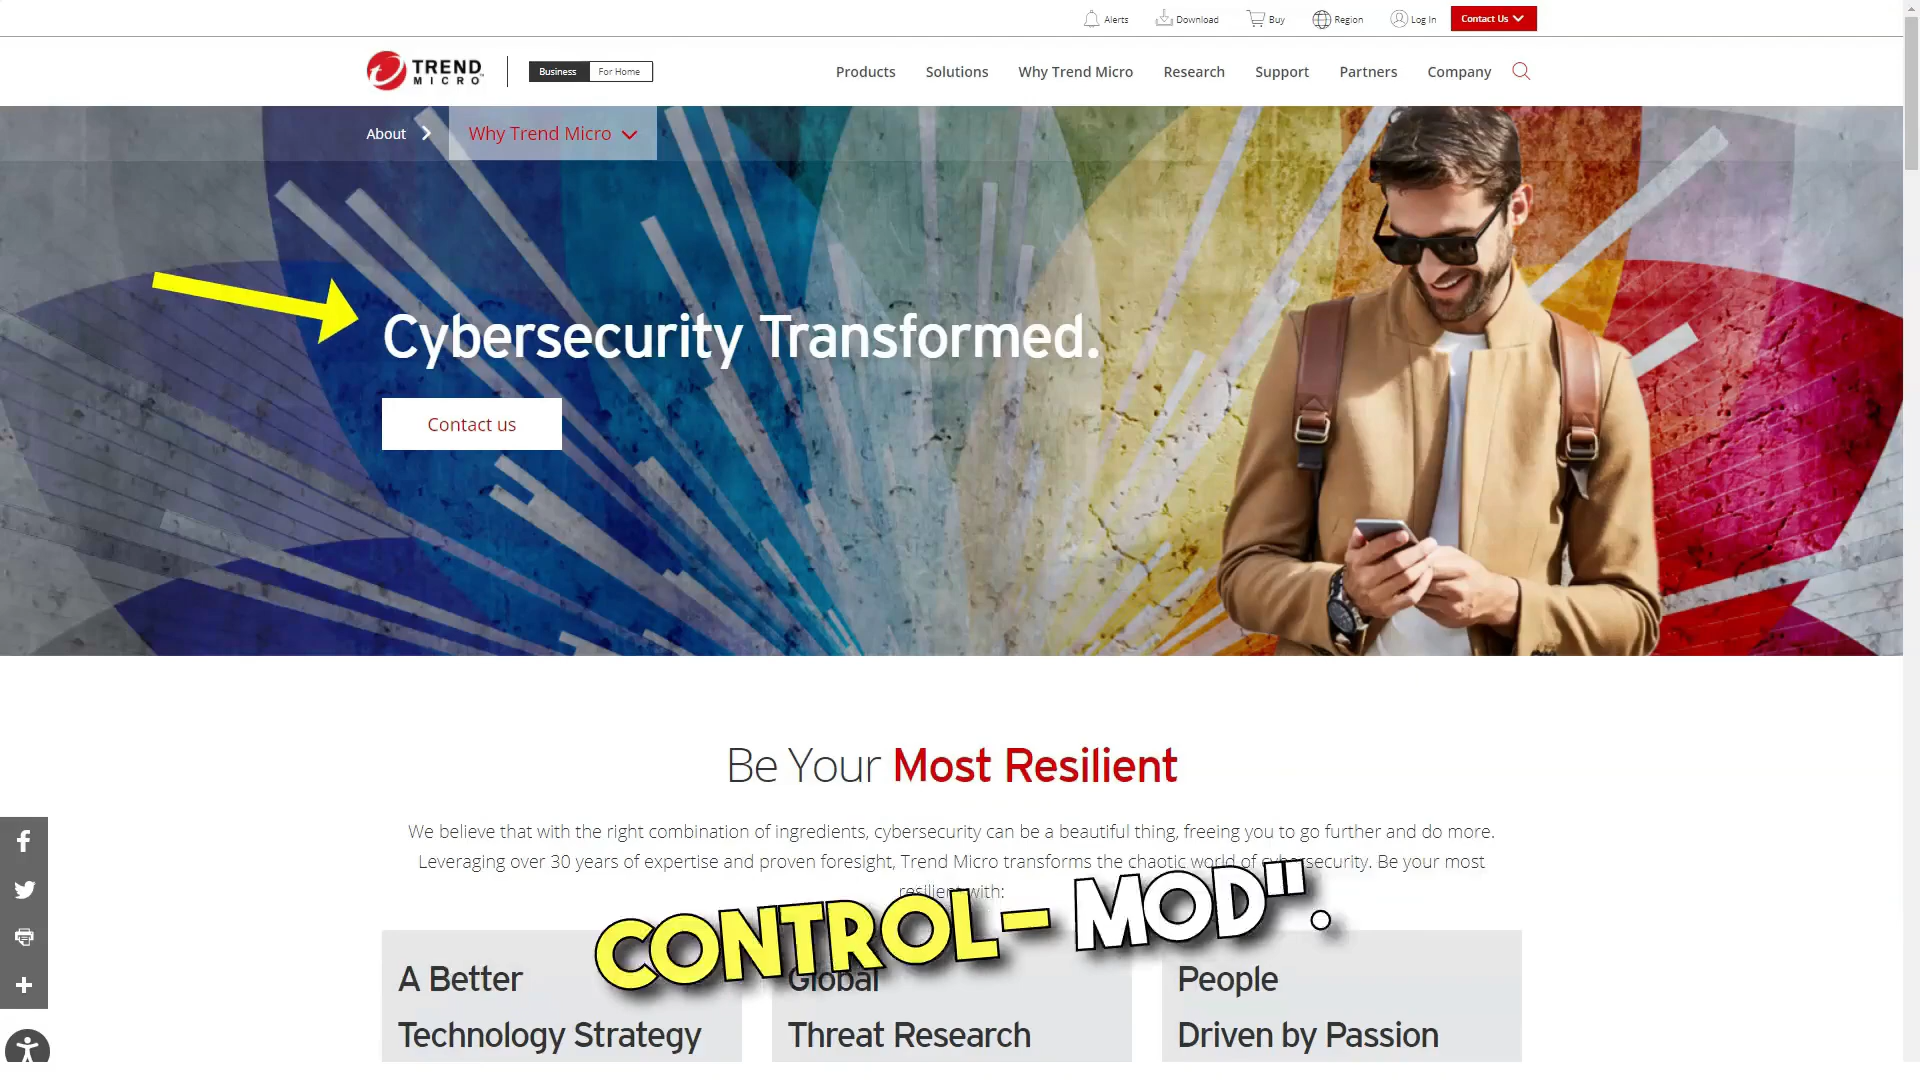 Alerts
Download
Buy
Region
Log In
Contact Us
TREND
MICRO
Business
For Home
Products
Solutions
Why Trend Micro
Research
Support
Partners
Company
About
Why Trend Micro
Cybersecurity Transformed.
Contact us
Be Your Most Resilient
We believe that with the right combination of ingredients, cybersecurity can be a beautiful thing, freeing you to go further and do more.
Leveraging over 30 years of expertise and proven foresight, Trend Micro transforms the chaotic world of cybersecurity. Be your most
resilient with:
CONTROL- MOD".
A Better
Technology Strategy
Global
Threat Research
People
Driven by Passion